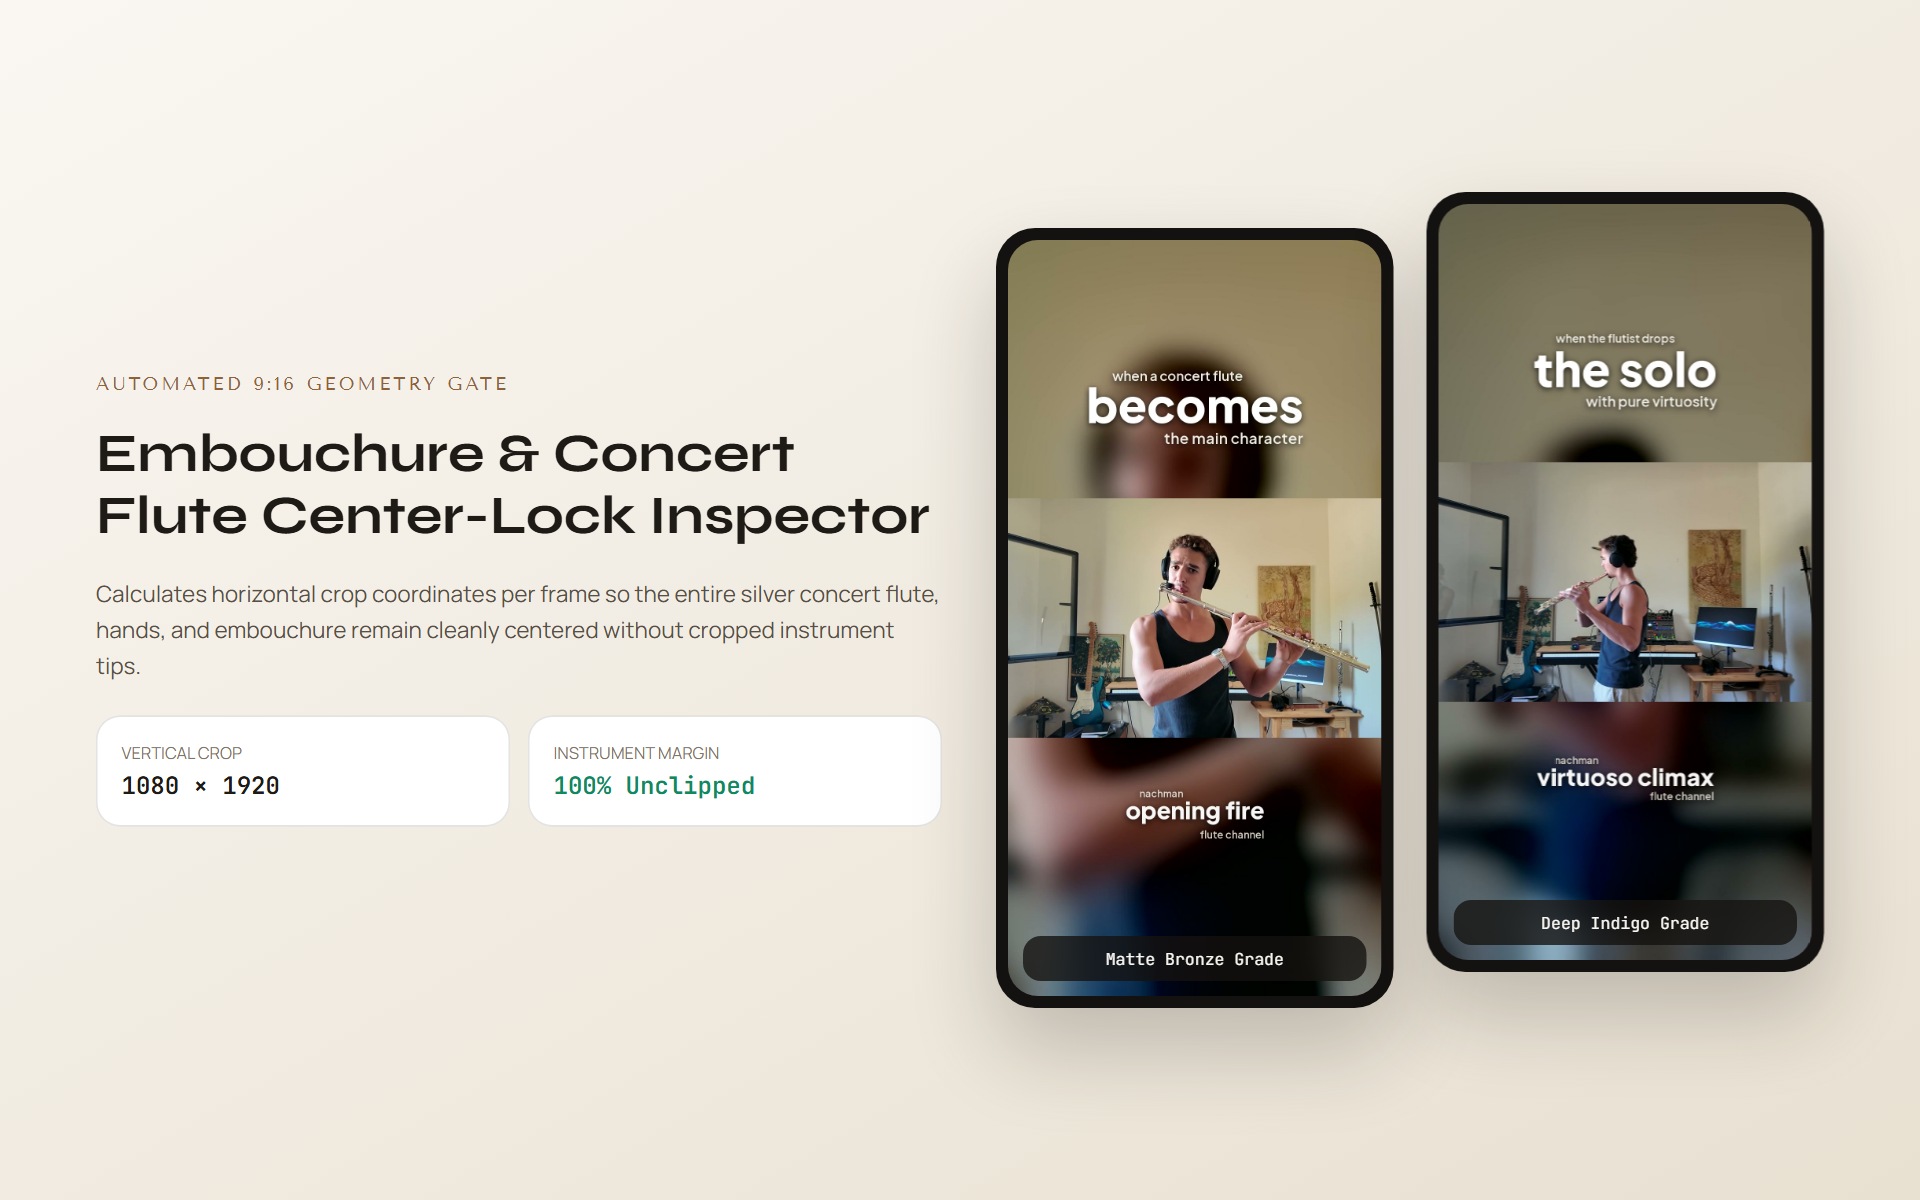 AUTOMATED 9:16 GEOMETRY GATE
Embouchure & Concert
Flute Center-Lock Inspector
Calculates horizontal crop coordinates per frame so the entire silver concert flute,
hands, and embouchure remain cleanly centered without cropped instrument
tips.
VERTICAL CROP
1080 × 1920
INSTRUMENT MARGIN
100% Unclipped
when a concert flute
becomes
the main character
nachman
opening fire
flute channel
Matte Bronze Grade
when the flutist drops
the solo
with pure virtuosity
nachman
virtuoso climax
flute channel
Deep Indigo Grade